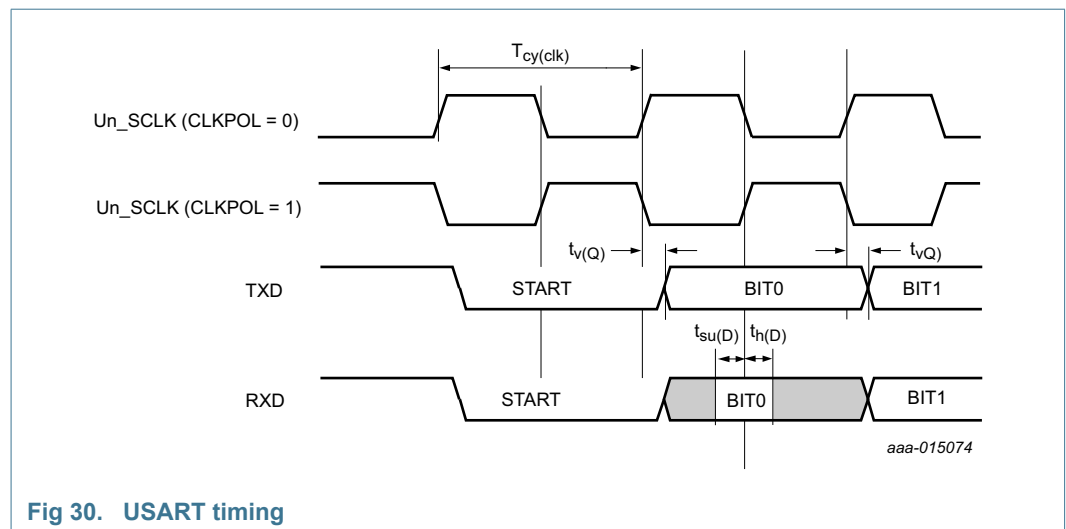 Tcy(clk)
Un_SCLK (CLKPOL = 0)
Un_SCLK (CLKPOL = 1)
tv(Q)
tvQ)
TXD
START
BIT0
BIT1
tsu(D)
th(D)
RXD
START
BIT0
BIT1
aaa-015074
Fig 30. USART timing